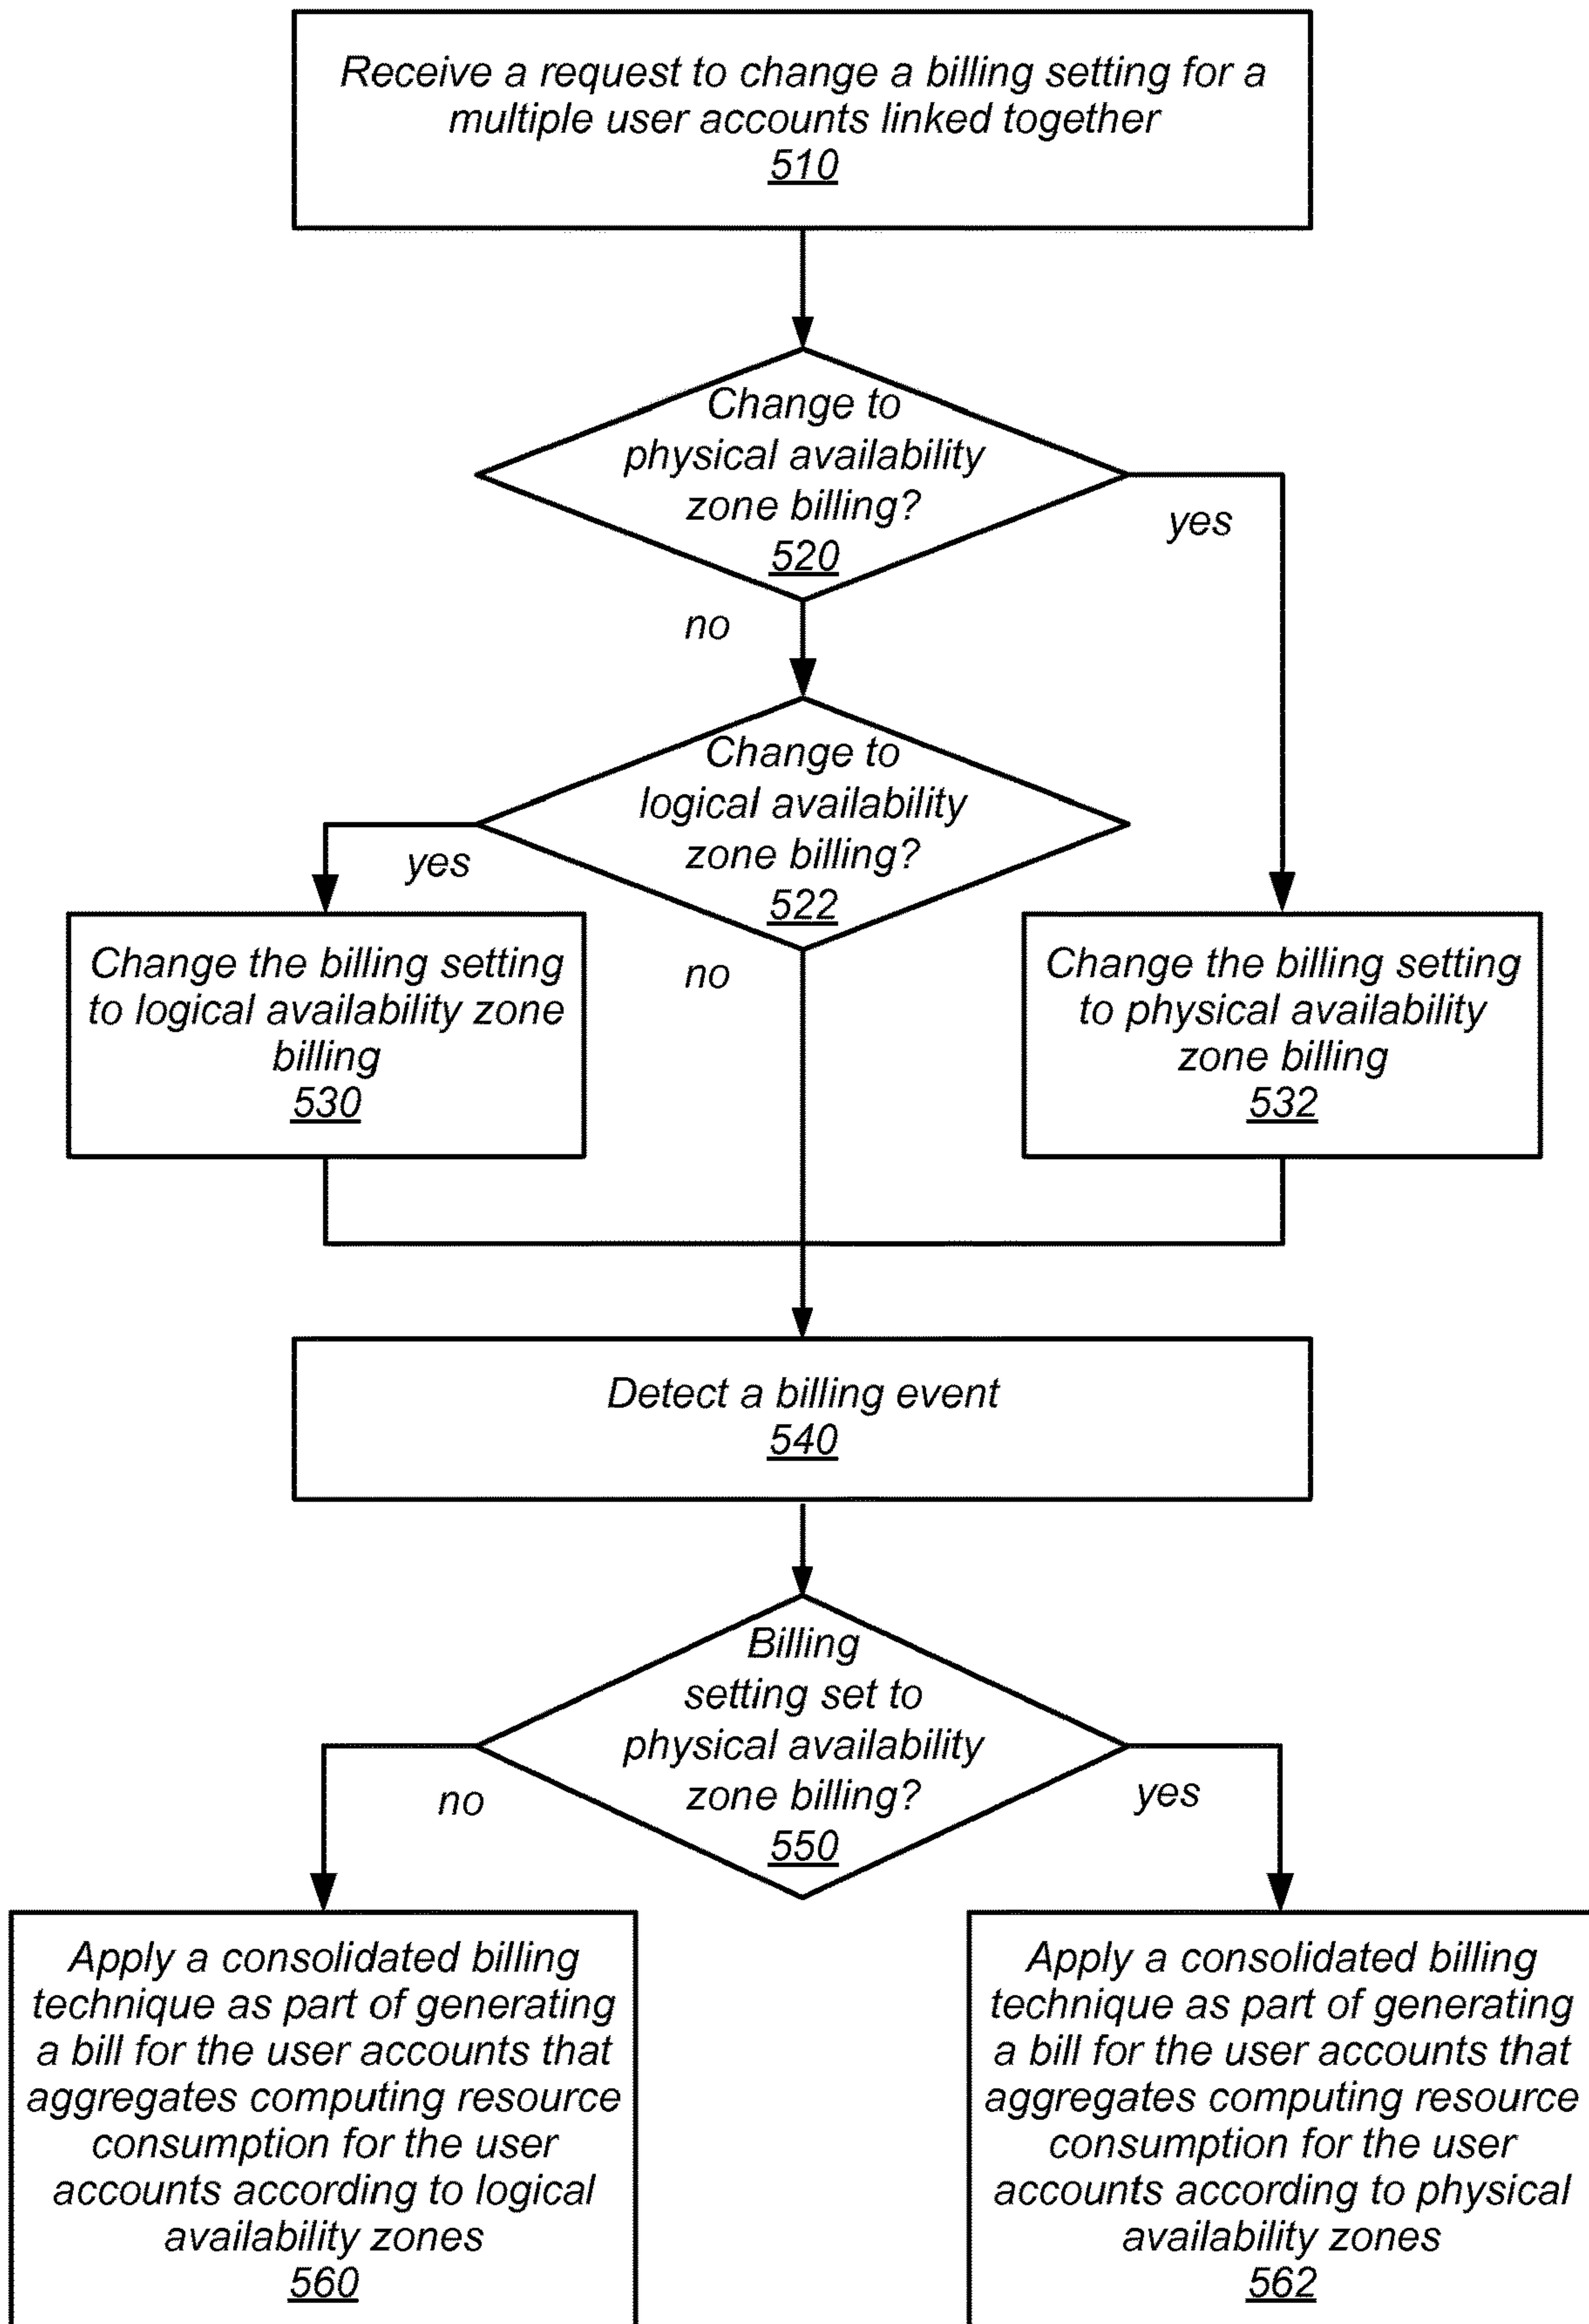 Receive a request to change a billing setting for a
multiple user accounts linked together
510
Change to
physical availability
zone billing?
520
yes
no
Change to
logical availability
zone billing?
522
yes
no
Change the billing setting
to logical availability zone
billing
530
Change the billing setting
to physical availability
zone billing
532
Detect a billing event
540
Billing
setting set to
physical availability
zone billing?
550
no
yes
Apply a consolidated billing
technique as part of generating
a bill for the user accounts that
aggregates computing resource
consumption for the user
accounts according to logical
availability zones
560
Apply a consolidated billing
technique as part of generating
a bill for the user accounts that
aggregates computing resource
consumption for the user
accounts according to physical
availability zones
562